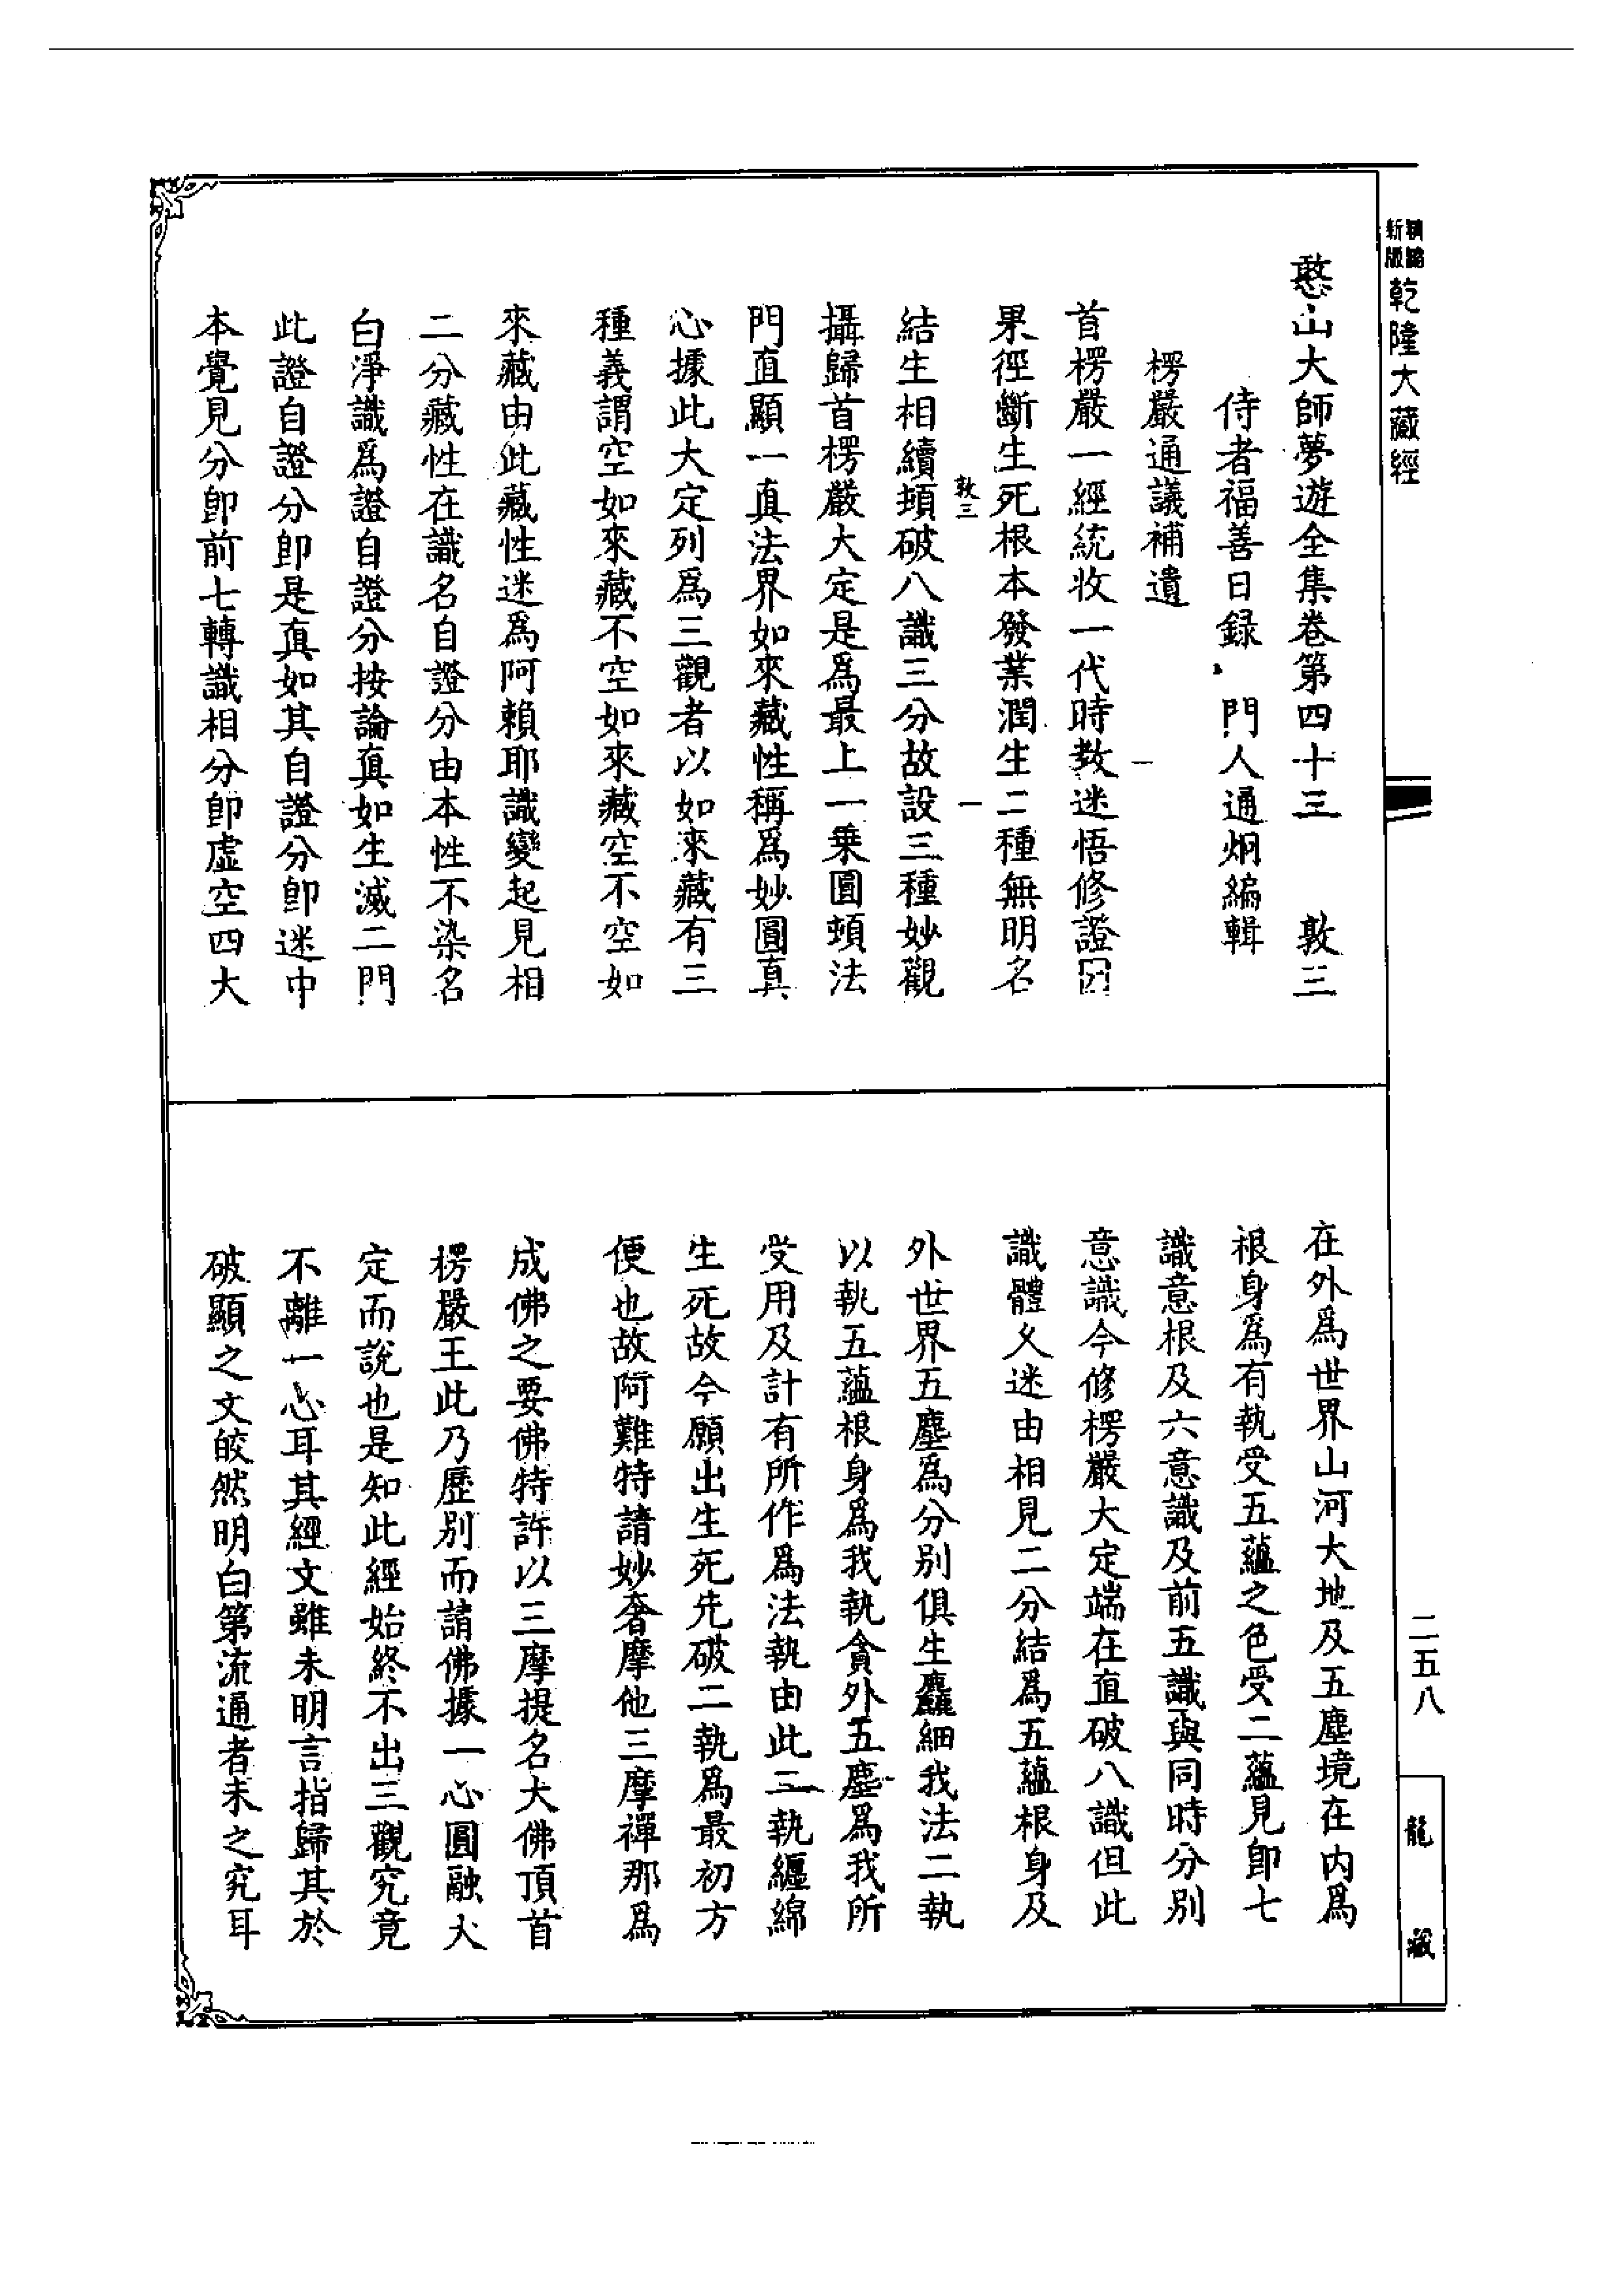 新版精縮乾隆大藏經
憨山大師夢遊全集卷第四十三　敦三
侍者福善日録　門人通炯編輯
楞嚴通議補遺
首楞嚴一經統收一代時教迷悟修證因
果徑斷生死根本發業潤生二種無明名
敦三　一
結生相續頓破八識三分故設三種妙觀
攝歸首楞嚴大定是爲最上一乗圓頓法
門直顯一真法界如來藏性稱爲妙圓真
心據此大定列爲三觀者以如來藏有三
種義謂空如來藏不空如來藏空不空如
來藏由此藏性迷爲阿賴耶識變起見相
二分藏性在識名自證分由本性不染名
白淨識爲證自證分按論真如生滅二門
此證自證分卽是真如其自證分卽迷中
本覺見分卽前七轉識相分卽虛空四大
在外爲世界山河大地及五塵境在内爲
根身爲有執受五蘊之色受二蘊見卽七
識意根及六意識及前五識與同時分別
意識今修楞嚴大定端在直破八識但此
識體久迷由相見二分結爲五蘊根身及
外世界五塵爲分別俱生麤細我法二執
以執五蘊根身爲我執貪外五塵爲我所
受用及計有所作爲法執由此二執纏綿
生死故今願出生死先破二執爲最初方
便也故阿難特請妙奢摩他三摩禪那爲
成佛之要佛特許以三摩提名大佛頂首
楞嚴王此乃歷別而請佛據一心圓融大
定而說也是知此經始終不出三觀究竟
不離一心耳其經文雖未明言指歸其於
破顯之文皎然明白第流通者未之究耳
二五八
龍藏